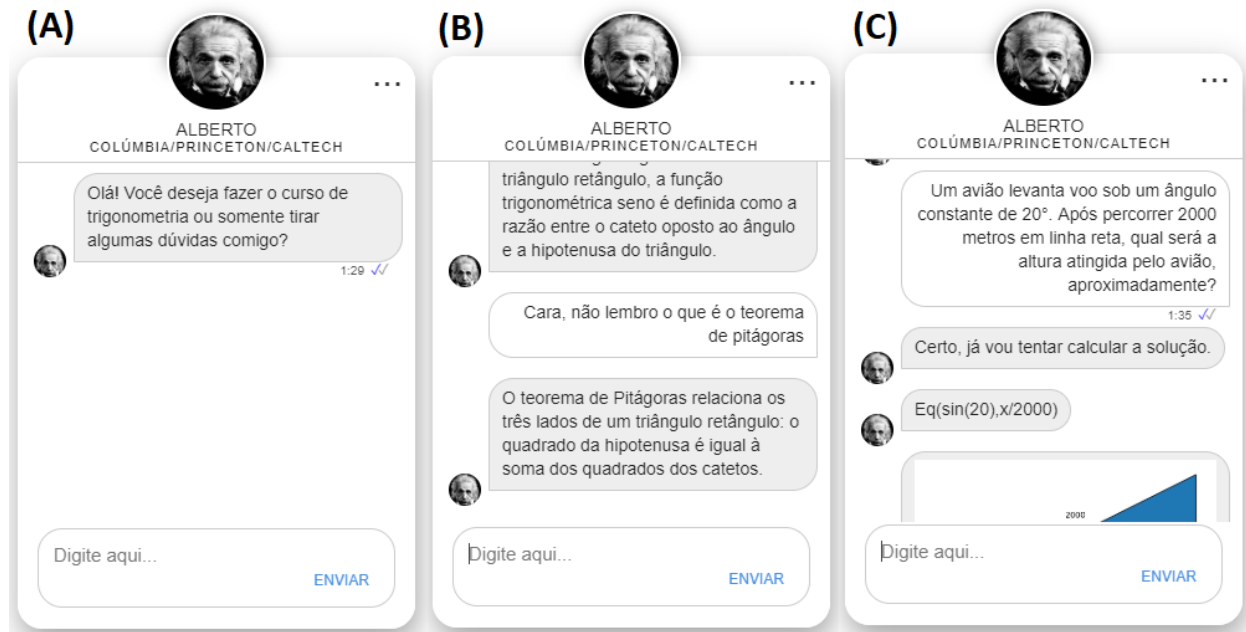 (A)
...
ALBERTO
COLÚMBIA/PRINCETON/CALTECH
Olá! Você deseja fazer o curso de
trigonometria ou somente tirar
algumas dúvidas comigo?
1:29
Digite aqui...
ENVIAR
(B)
...
ALBERTO
COLÚMBIA/PRINCETON/CALTECH
triângulo retângulo, a função
trigonométrica seno é definida como a
razão entre o cateto oposto ao ângulo
e a hipotenusa do triângulo.
Cara, não lembro o que é o teorema
de pitágoras
O teorema de Pitágoras relaciona os
três lados de um triângulo retângulo: o
quadrado da hipotenusa é igual à
soma dos quadrados dos catetos.
Digite aqui...
ENVIAR
(C)
...
ALBERTO
COLÚMBIA/PRINCETON/CALTECH
Um avião levanta voo sob um ângulo
constante de 20°. Após percorrer 2000
metros em linha reta, qual será a
altura atingida pelo avião,
aproximadamente?
1:35
Certo, já vou tentar calcular a solução.
Eq(sin(20),x/2000)
2000
Digite aqui...
ENVIAR